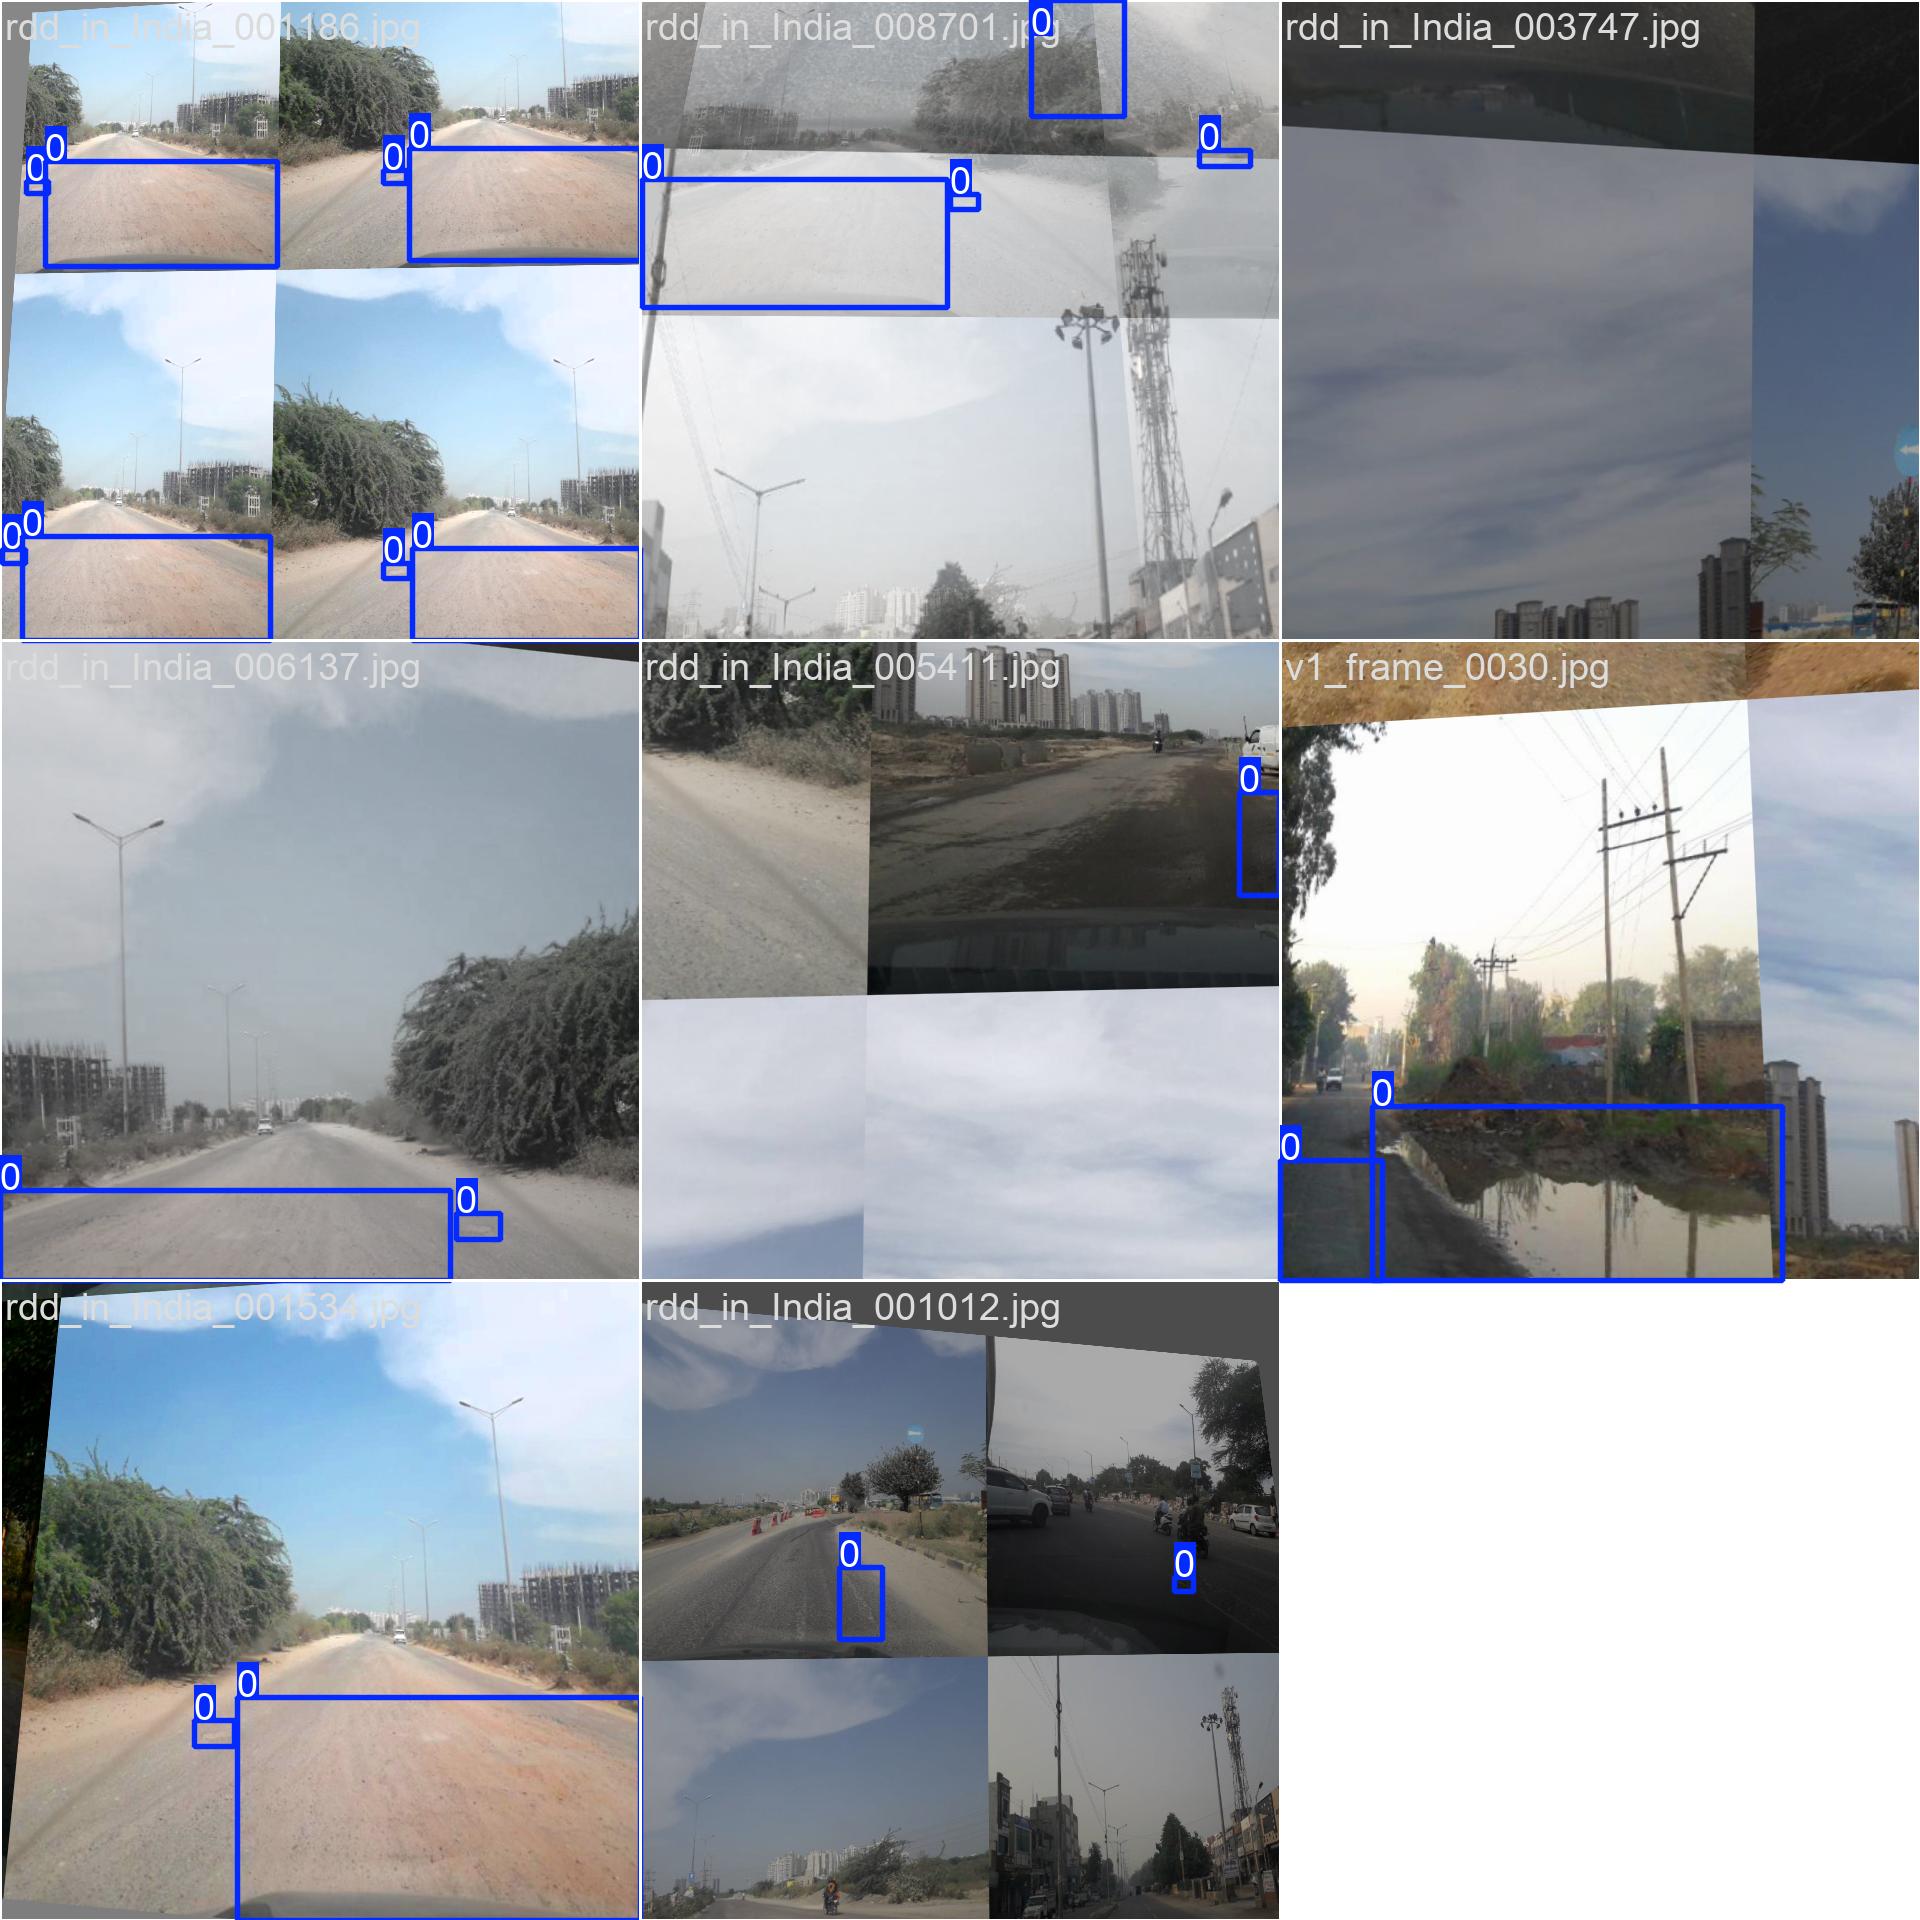 rdd_in_India_001186.jpg
0
0
0
0
0
0
0
0
rdd_in_India_008701.jpg
0
0
0
0
rdd_in_India_003747.jpg
rdd_in_India_006137.jpg
0
0
rdd_in_India_005411.jpg
0
v1_frame_0030.jpg
0
0
rdd_in_India_001534.jpg
0
0
rdd_in_India_001012.jpg
0
0